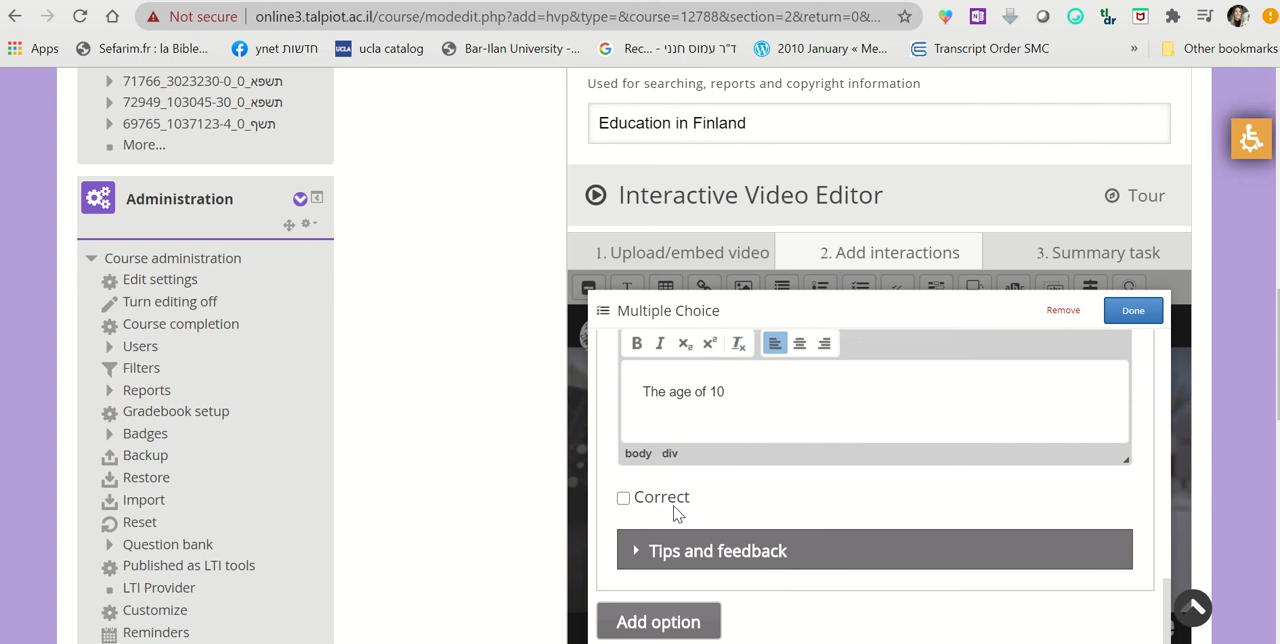 Not secure online3.talpiot.ac.il/course/modedit.php?add=hvp&type=&course=12788&section=2&return=0&...
Apps Sefarim.fr : la Bible... ynet חדשות ucla catalog Bar-Ilan University -... Rec... - ד"ר עמוס חנני 2010 January « Me... Transcript Order SMC » Other bookmarks
71766_3023230-0_0_תשפא
72949_103045-30_0_תשפא
69765_1037123-4_0_תשף
More...
Administration
Course administration
Edit settings
Turn editing off
Course completion
Users
Filters
Reports
Gradebook setup
Badges
Backup
Restore
Import
Reset
Question bank
Published as LTI tools
LTI Provider
Customize
Reminders
Used for searching, reports and copyright information
Education in Finland
Interactive Video Editor Tour
1. Upload/embed video 2. Add interactions 3. Summary task
Multiple Choice Remove Done
B I x₂ x² Tx
The age of 10
body div
Correct
Tips and feedback
Add option